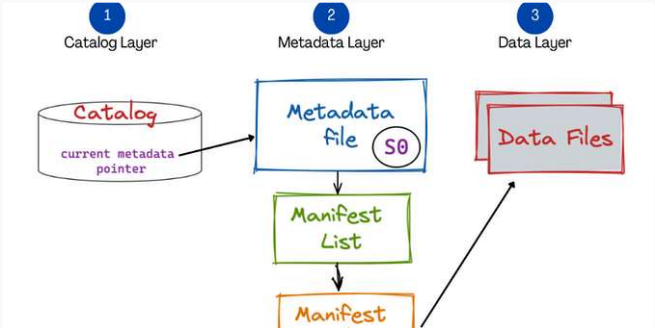 1
Catalog Layer
2
Metadata Layer
3
Data Layer
Catalog
current metadata
pointer
Metadata
file
S0
Manifest
List
Manifest
Data Files